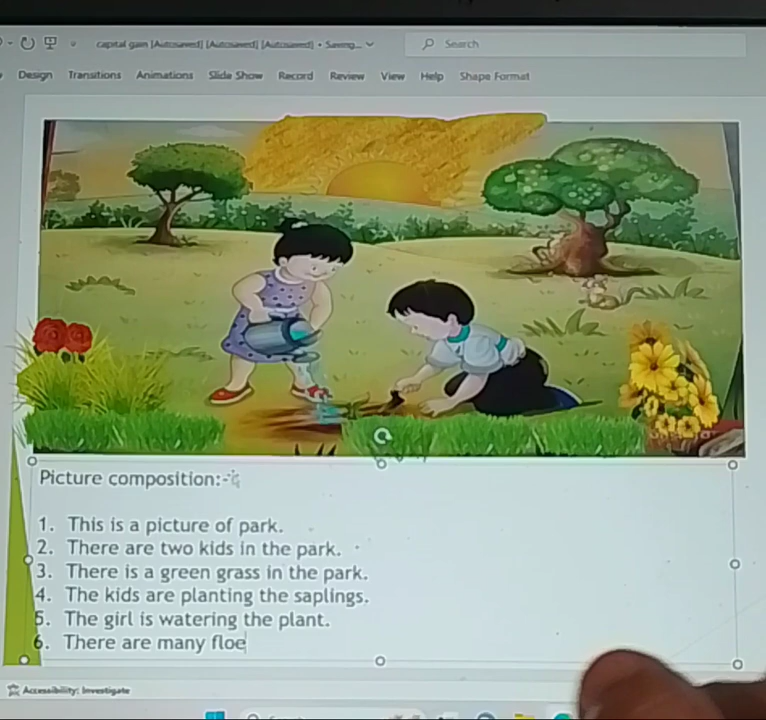 capital gain [Autosaved] [Autosaved] [Autosaved] • Saving...
Search
Design Transitions Animations Slide Show Record Review View Help Shape Format
Picture composition:-
1. This is a picture of park.
2. There are two kids in the park.
3. There is a green grass in the park.
4. The kids are planting the saplings.
5. The girl is watering the plant.
6. There are many floe
Accessibility: Investigate